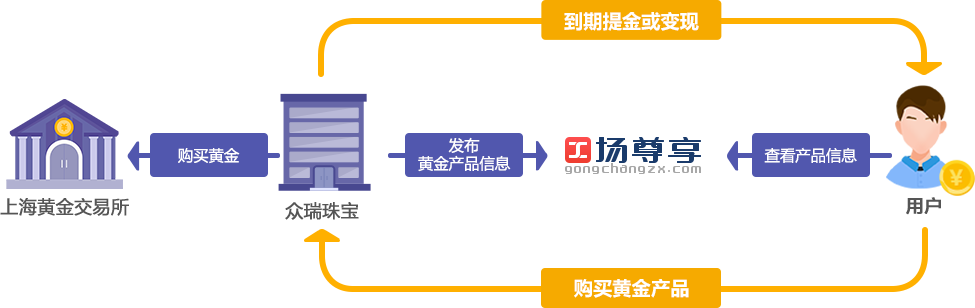 到期提金或变现
购买黄金
发布
黄金产品信息
工场尊享
gongchangzx.com
查看产品信息
¥
¥
上海黄金交易所
众瑞珠宝
用户
购买黄金产品